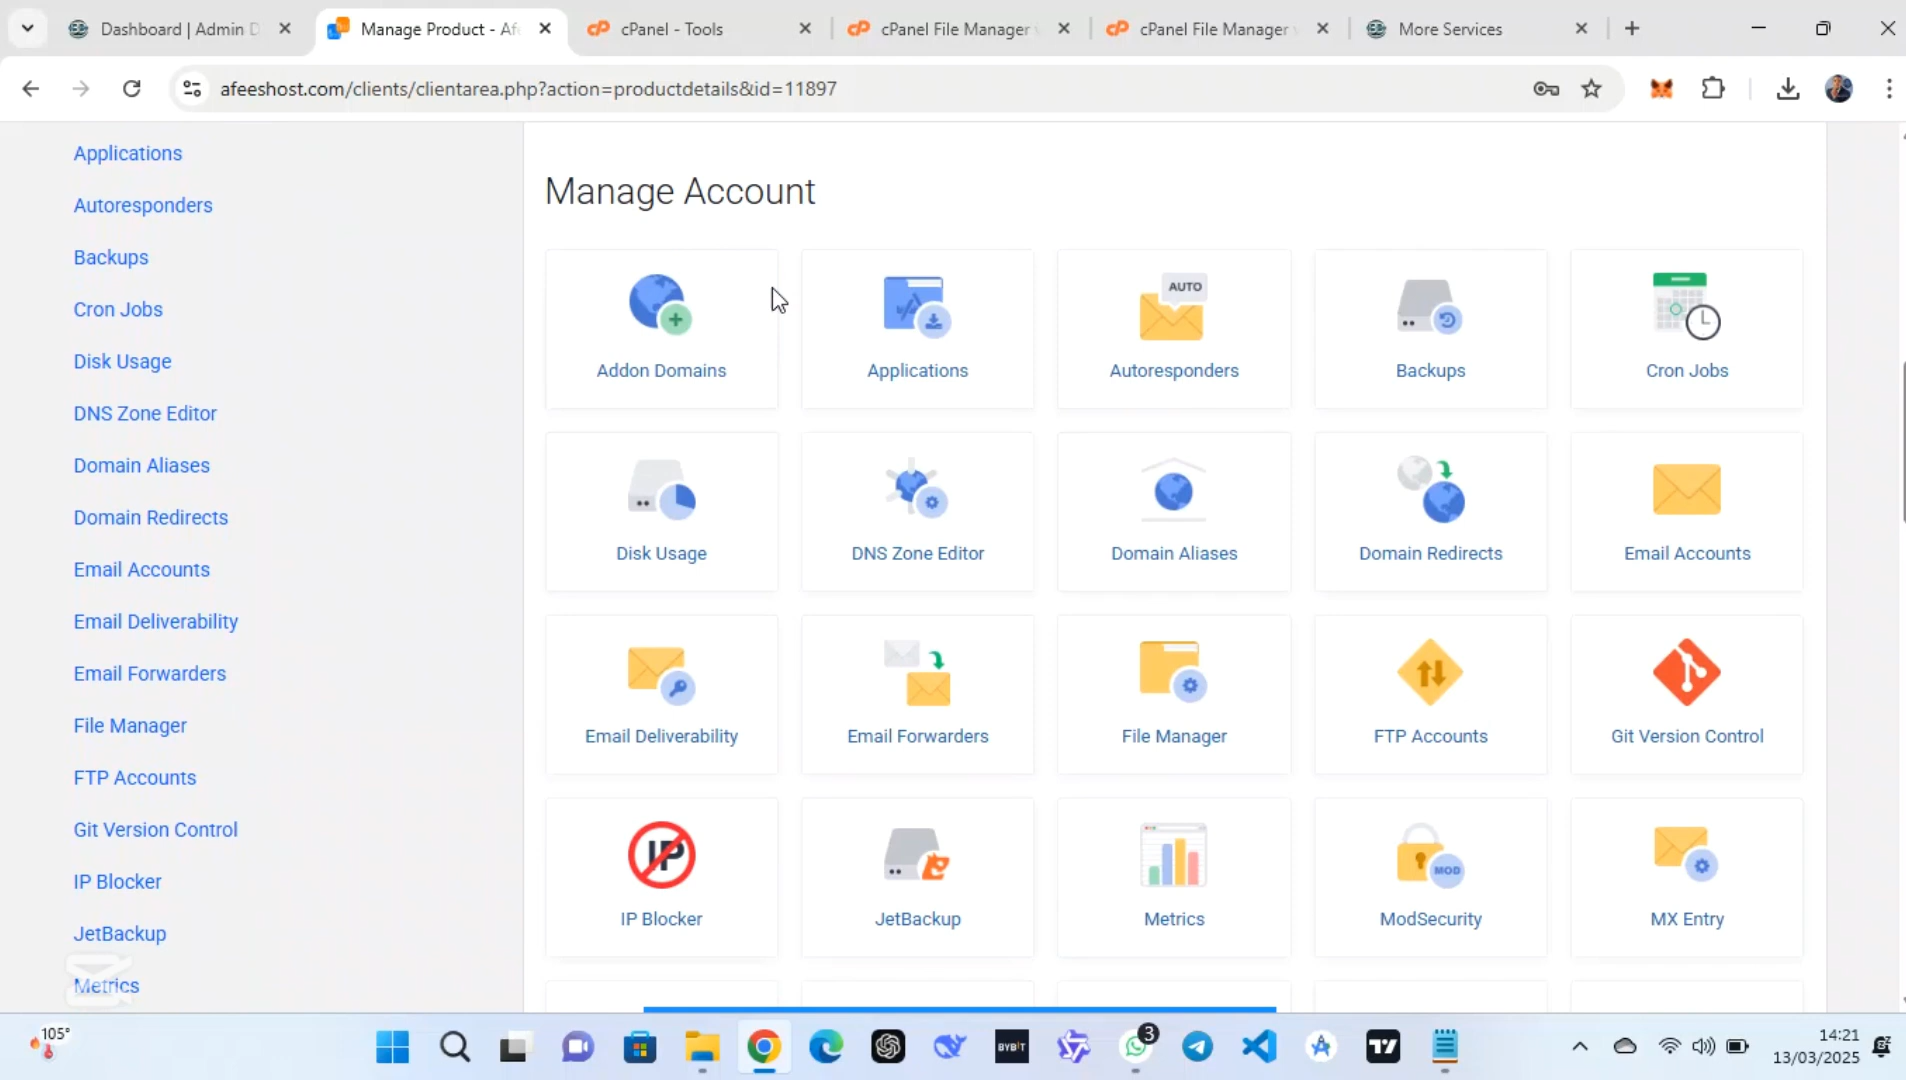 Dashboard | Admin D
Manage Product - Af
cPanel - Tools
cPanel File Manager
cPanel File Manager
More Services
afeeshost.com/clients/clientarea.php?action=productdetails&id=11897
Applications
Autoresponders
Backups
Cron Jobs
Disk Usage
DNS Zone Editor
Domain Aliases
Domain Redirects
Email Accounts
Email Deliverability
Email Forwarders
File Manager
FTP Accounts
Git Version Control
IP Blocker
JetBackup
Metrics
Manage Account
AUTO
Addon Domains
Applications
Autoresponders
Backups
Cron Jobs
Disk Usage
DNS Zone Editor
Domain Aliases
Domain Redirects
Email Accounts
Email Deliverability
Email Forwarders
File Manager
FTP Accounts
Git Version Control
IP
MOD
IP Blocker
JetBackup
Metrics
ModSecurity
MX Entry
105°
BYBIT
3
14:21
13/03/2025